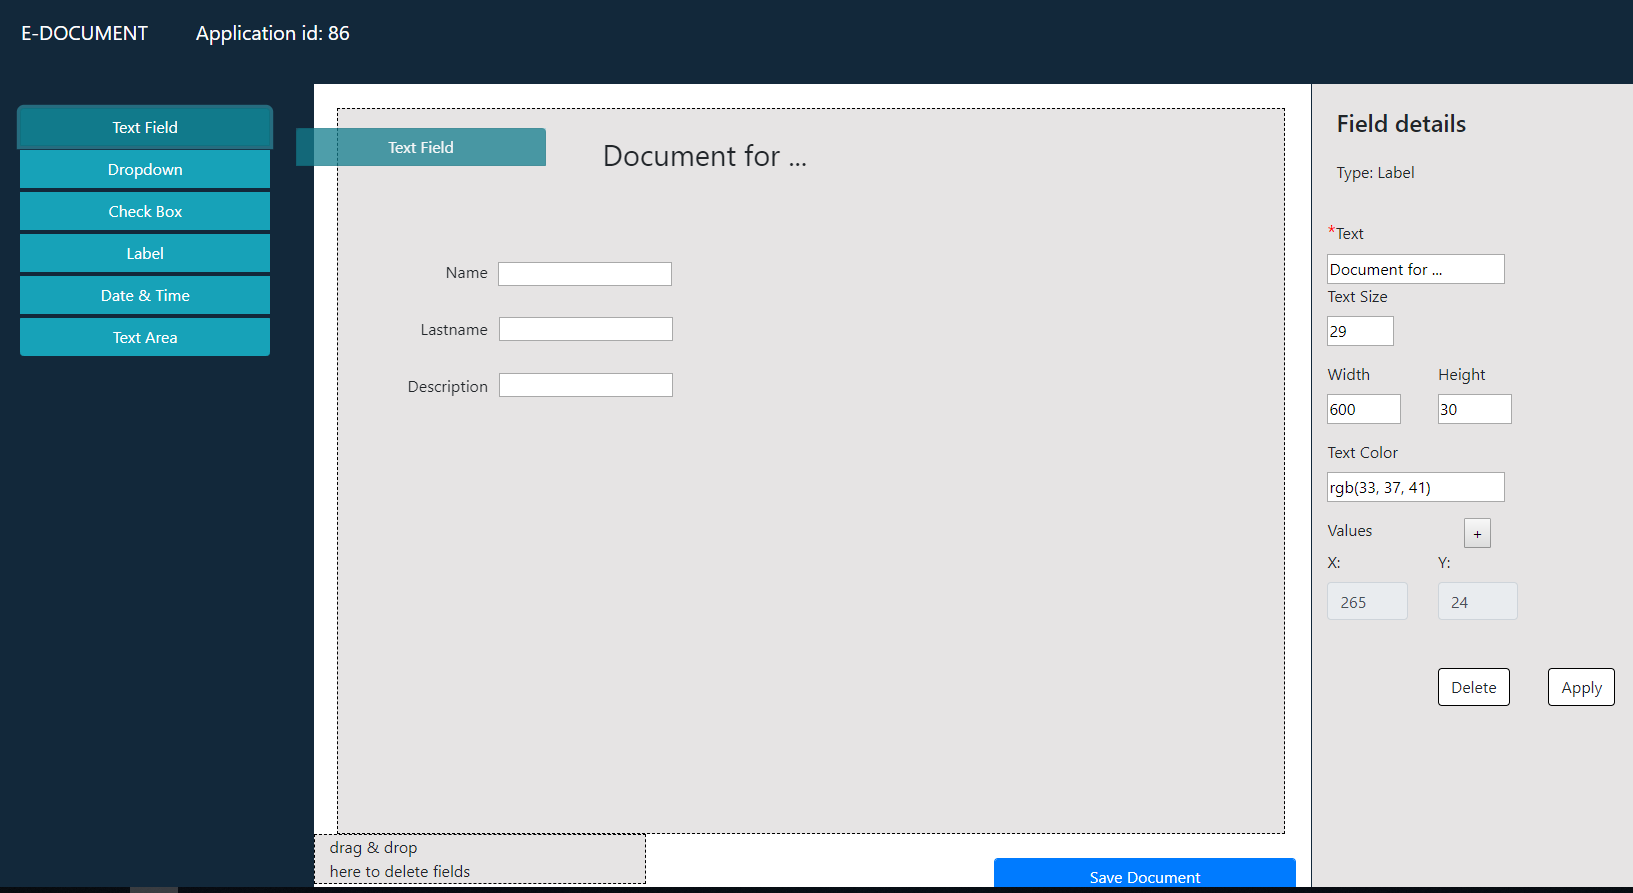 E-DOCUMENT Application id: 86
Text Field
Dropdown
Check Box
Label
Date & Time
Text Area
Text Field
Document for ...
Name
Lastname
Description
drag & drop
here to delete fields
Save Document
Field details
Type: Label
*Text
Document for ...
Text Size
29
Width Height
600 30
Text Color
rgb(33, 37, 41)
Values +
X: Y:
265 24
Delete Apply